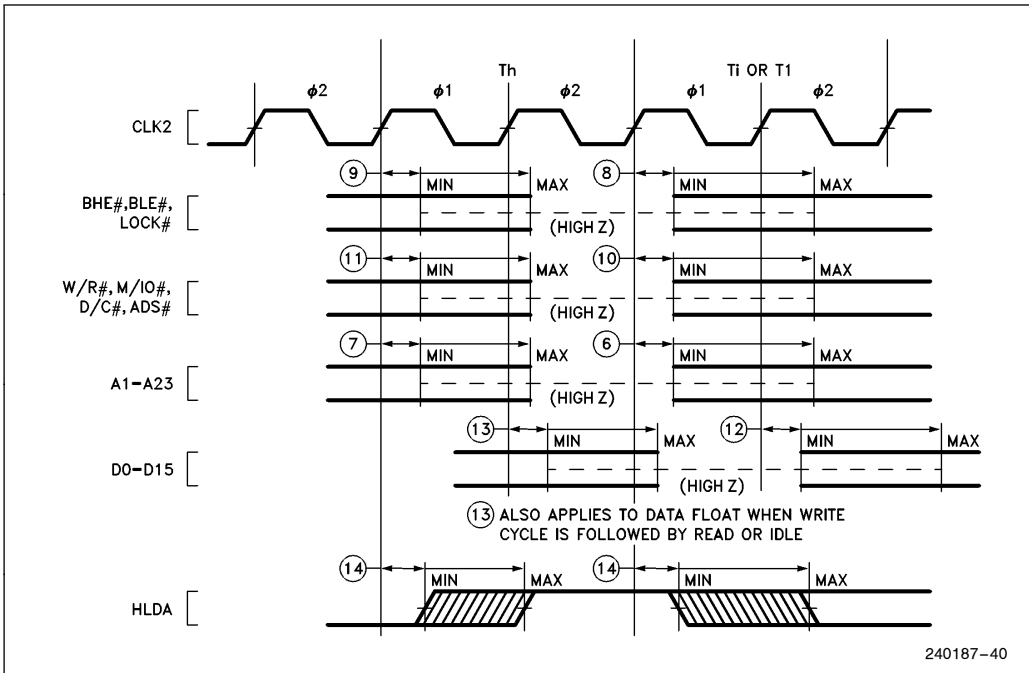 Th Ti OR T1
ϕ2 ϕ1 ϕ2 ϕ1 ϕ2
CLK2
9 MIN MAX 8 MIN MAX
BHE#,BLE#,
LOCK#
(HIGH Z)
11 MIN MAX 10 MIN MAX
W/R#,M/IO#,
D/C#,ADS#
(HIGH Z)
7 MIN MAX 6 MIN MAX
A1–A23
(HIGH Z)
13 MIN MAX 12 MIN MAX
D0–D15
(HIGH Z)
13 ALSO APPLIES TO DATA FLOAT WHEN WRITE
CYCLE IS FOLLOWED BY READ OR IDLE
14 MIN MAX 14 MIN MAX
HLDA
240187–40